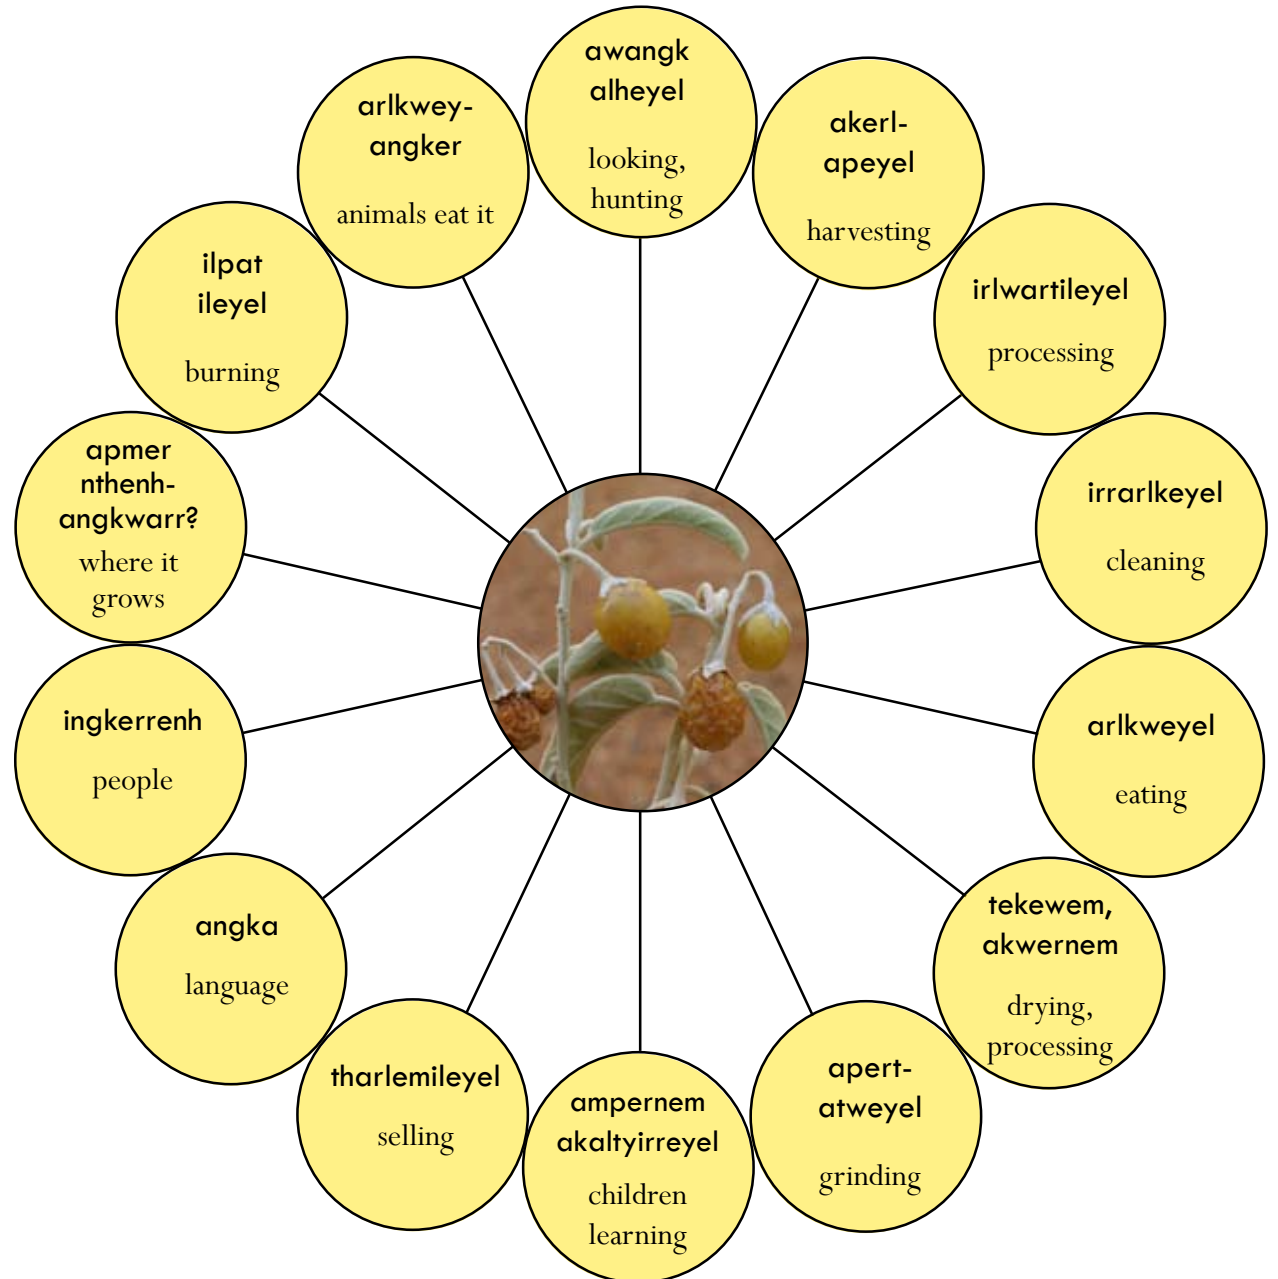 awangk
alheyel
looking,
hunting
akerl-
apeyel
harvesting
irlwartileyel
processing
irrarlkeyel
cleaning
arlkweyel
eating
tekewem,
akwernem
drying,
processing
apert-
atweyel
grinding
ampernem
akaltyirreyel
children
learning
tharlemileyel
selling
angka
language
ingkerrenh
people
apmer
nthenh-
angkwarr?
where it
grows
ilpat
ileyel
burning
arlkwey-
angker
animals eat it